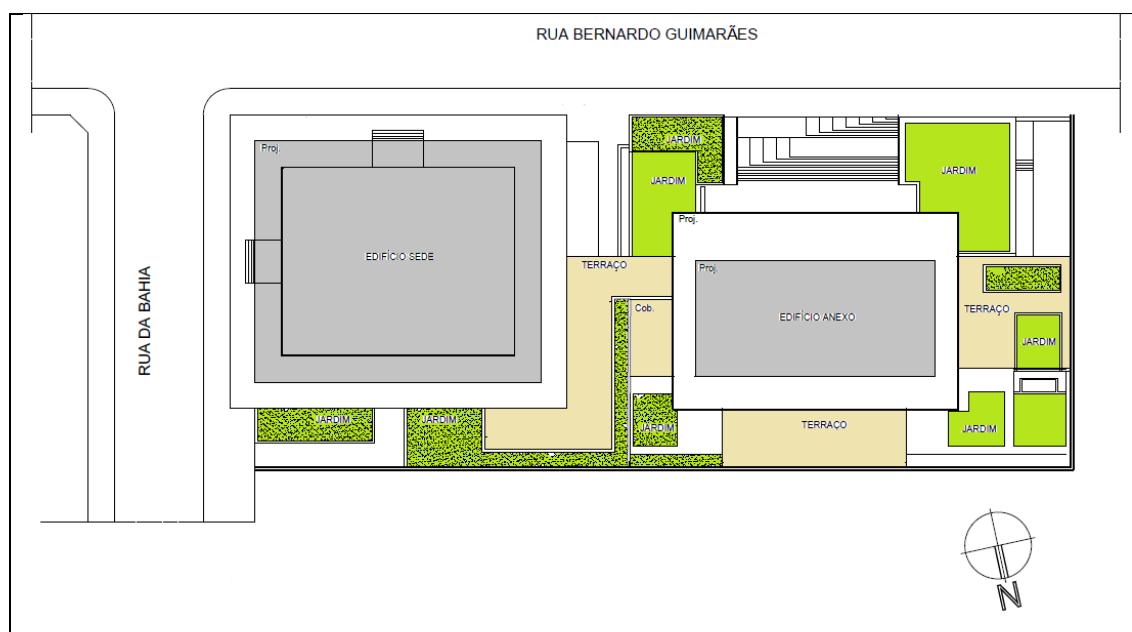 RUA BERNARDO GUIMARÃES
JARDIM
Proj.
JARDIM
JARDIM
Proj.
EDIFÍCIO SEDE
TERRAÇO
Proj.
RUA DA BAHIA
Cob.
EDIFÍCIO ANEXO
TERRAÇO
JARDIM
JARDIM
JARDIM
JARDIM
TERRAÇO
JARDIM
N